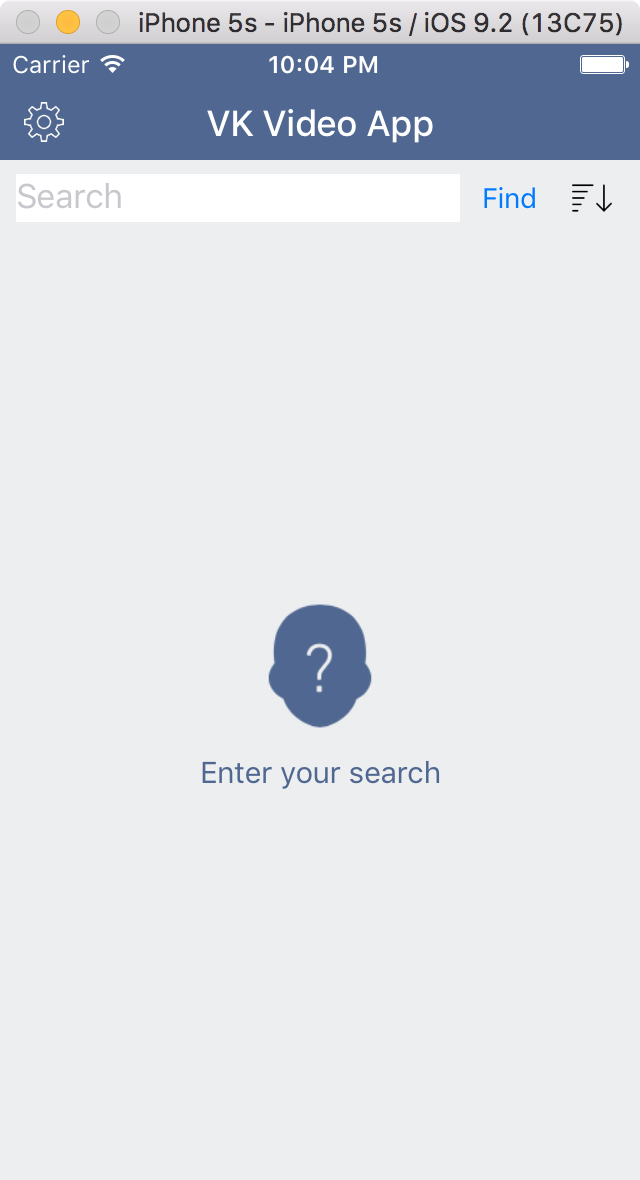 iPhone 5s - iPhone 5s / iOS 9.2 (13C75)
Carrier 10:04 PM
VK Video App
Search Find
?
Enter your search